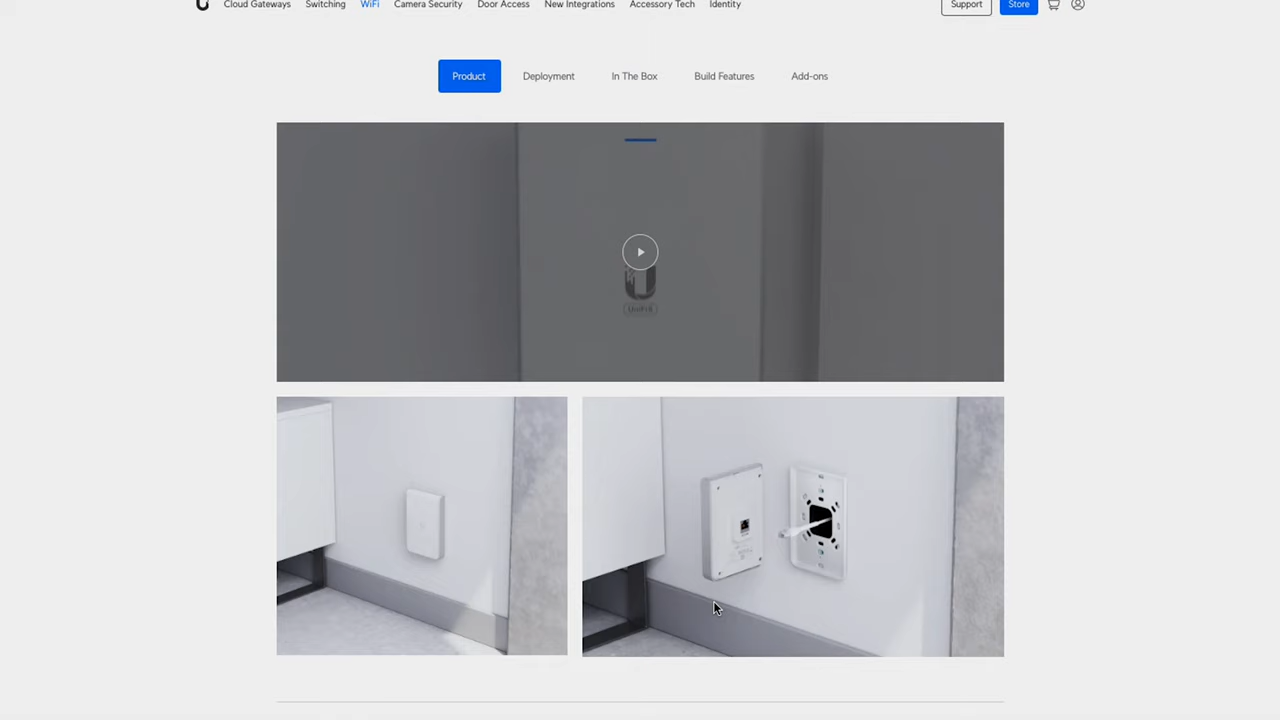 Cloud Gateways Switching WiFi Camera Security Door Access New Integrations Accessory Tech Identity Support Store
Product Deployment In The Box Build Features Add-ons